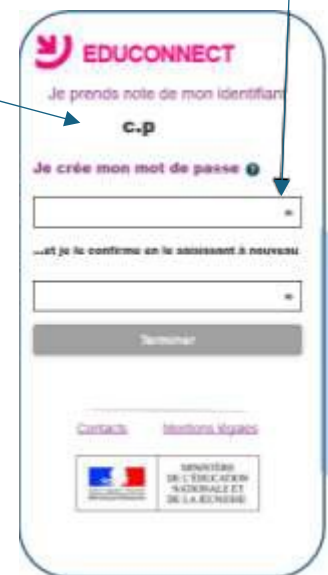 EDUCONNECT
Je prends note de mon identifiant
c.p
Je crée mon mot de passe ?
...et je le confirme en le saisissant à nouveau
Terminer
Contacts Mentions légales
MINISTÈRE
DE L'ÉDUCATION
NATIONALE ET
DE LA JEUNESSE